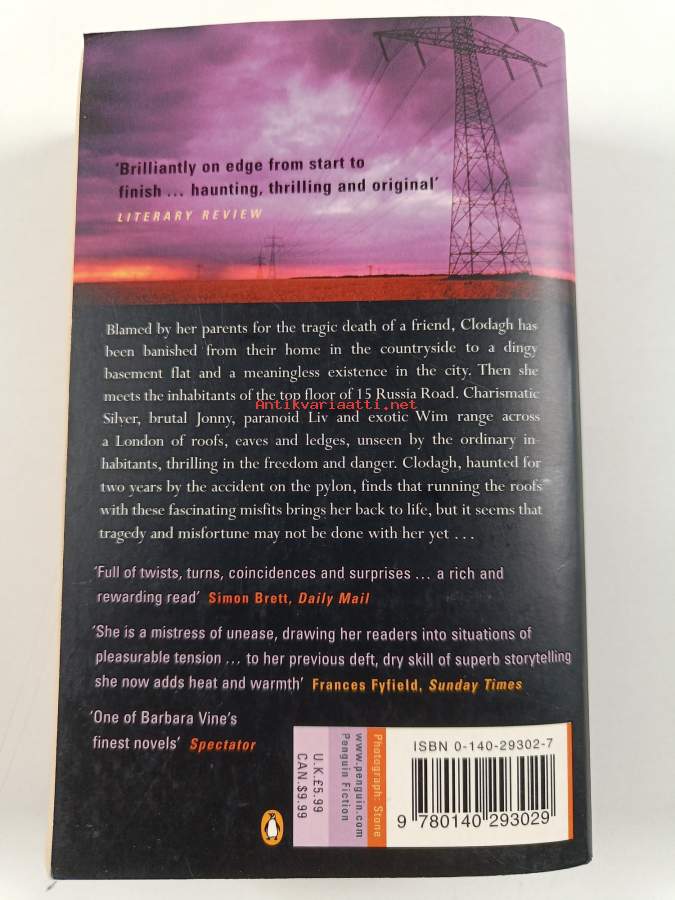 'Brilliantly on edge from start to
finish ... haunting, thrilling and original'
LITERARY REVIEW
Blamed by her parents for the tragic death of a friend, Clodagh has
been banished from their home in the countryside to a dingy
basement flat and a meaningless existence in the city. Then she
meets the inhabitants of the top floor of 15 Russia Road. Charismatic
Antikvariaatti.net
Silver, brutal Jonny, paranoid Liv and exotic Wim range across
a London of roofs, eaves and ledges, unseen by the ordinary in-
habitants, thrilling in the freedom and danger. Clodagh, haunted for
two years by the accident on the pylon, finds that running the roofs
with these fascinating misfits brings her back to life, but it seems that
tragedy and misfortune may not be done with her yet . . .
'Full of twists, turns, coincidences and surprises ... a rich and
rewarding read' Simon Brett, Daily Mail
'She is a mistress of unease, drawing her readers into situations of
pleasurable tension ... to her previous deft, dry skill of superb storytelling
she now adds heat and warmth' Frances Fyfield, Sunday Times
'One of Barbara Vine's
finest novels' Spectator
U.K.£5.99
CAN.$9.99
Penguin Fiction
www.penguin.com
Photograph: Stone
ISBN 0-140-29302-7
9 780140 293029